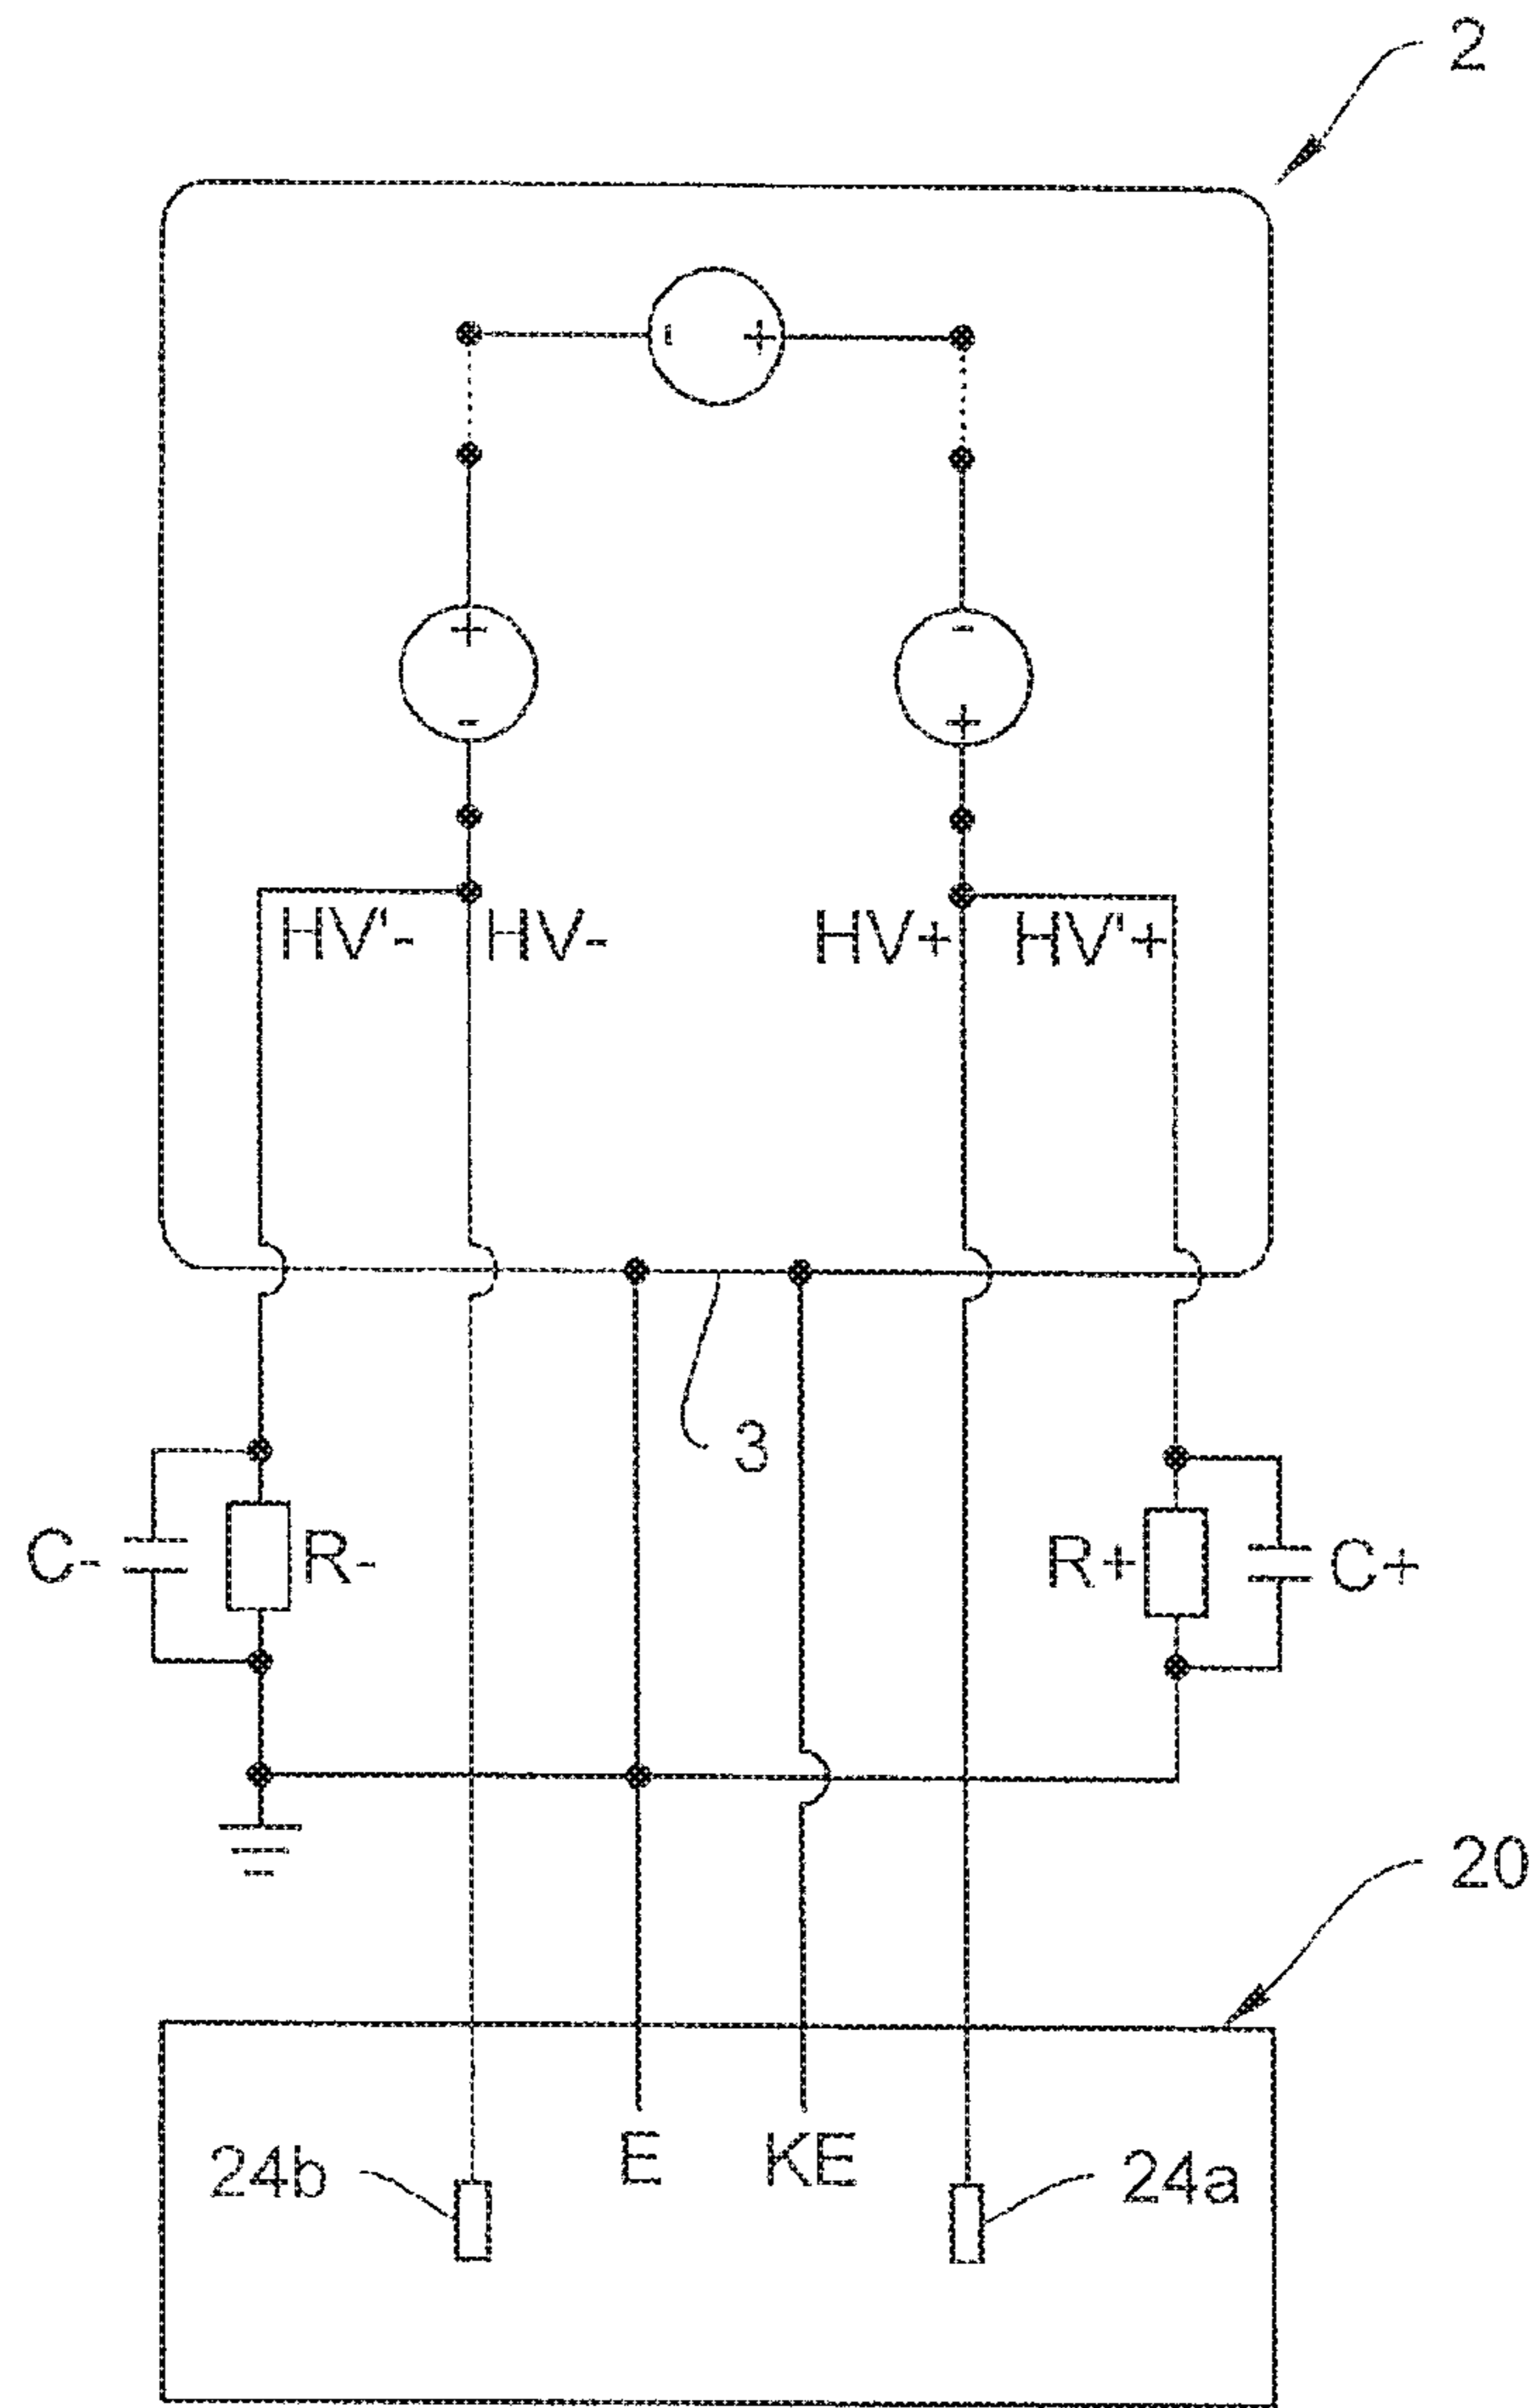 2
- +
+ -
- +
HV'- HV- HV+ HV'+
3
C- R- R+ C+
20
E KE
24b 24a